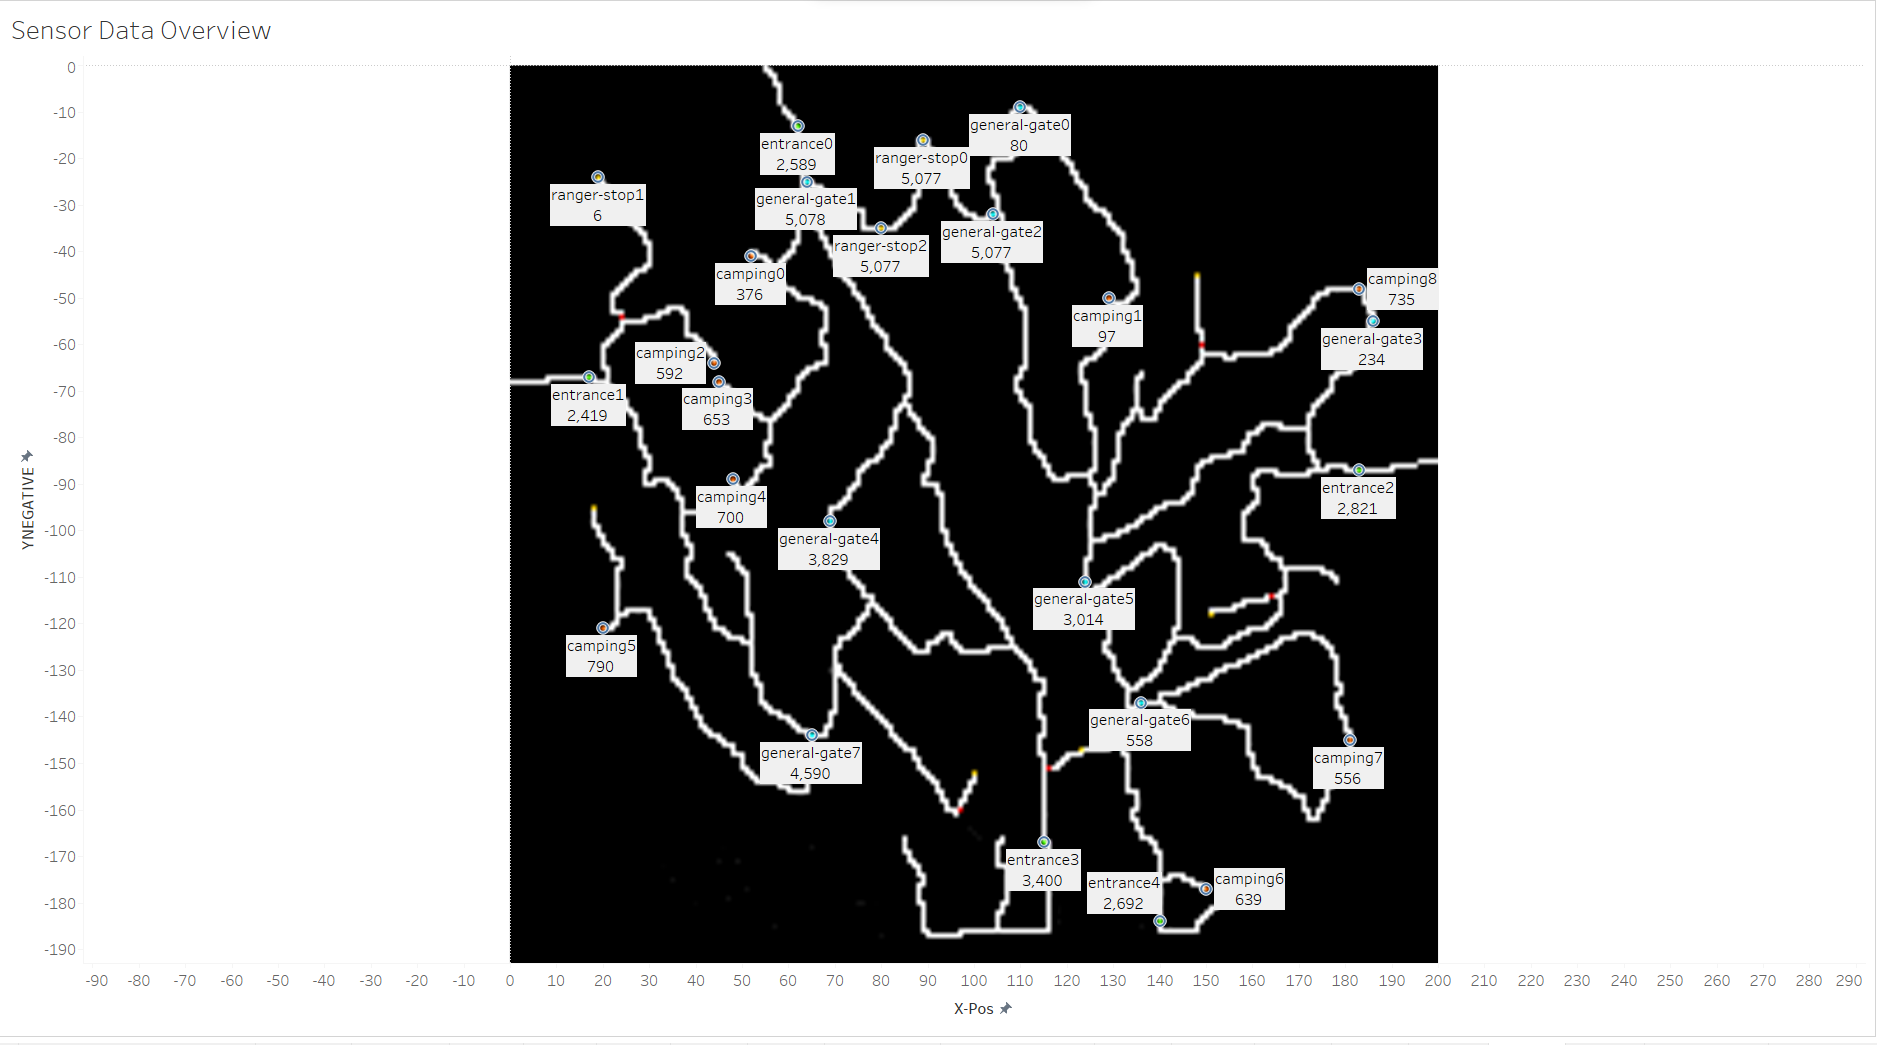 Sensor Data Overview
0
-10
-20
-30
-40
-50
-60
-70
-80
-90
-100
-110
-120
-130
-140
-150
-160
-170
-180
-190
YNEGATIVE
general-gate0
80
entrance0
2,589
ranger-stop0
5,077
ranger-stop1
6
general-gate1
5,078
general-gate2
5,077
ranger-stop2
5,077
camping0
376
camping8
735
camping1
97
general-gate3
234
camping2
592
entrance1
2,419
camping3
653
camping4
700
entrance2
2,821
general-gate4
3,829
general-gate5
3,014
camping5
790
general-gate6
558
general-gate7
4,590
camping7
556
entrance3
3,400
entrance4
2,692
camping6
639
-90 -80 -70 -60 -50 -40 -30 -20 -10 0 10 20 30 40 50 60 70 80 90 100 110 120 130 140 150 160 170 180 190 200 210 220 230 240 250 260 270 280 290
X-Pos